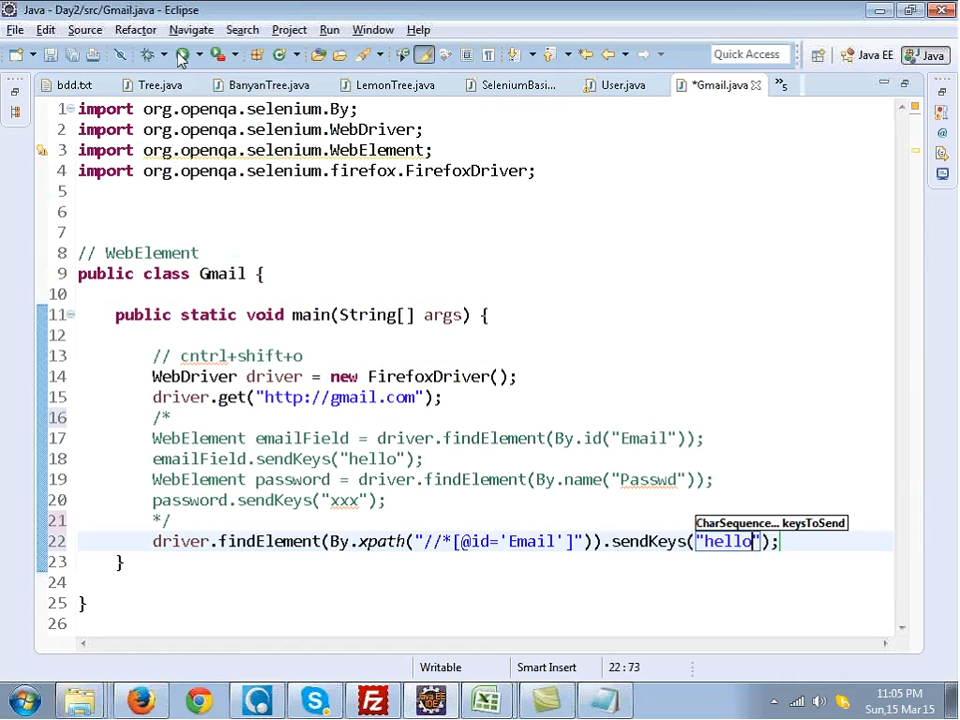 Java - Day2/src/Gmail.java - Eclipse
File Edit Source Refactor Navigate Search Project Run Window Help
Quick Access Java EE Java
bdd.txt Tree.java BanyanTree.java LemonTree.java SeleniumBasi... User.java *Gmail.java »5
1 import org.openqa.selenium.By;
2 import org.openqa.selenium.WebDriver;
3 import org.openqa.selenium.WebElement;
4 import org.openqa.selenium.firefox.FirefoxDriver;
5
6
7
8 // WebElement
9 public class Gmail {
10
11 public static void main(String[] args) {
12
13 // cntrl+shift+o
14 WebDriver driver = new FirefoxDriver();
15 driver.get("http://gmail.com");
16 /*
17 WebElement emailField = driver.findElement(By.id("Email"));
18 emailField.sendKeys("hello");
19 WebElement password = driver.findElement(By.name("Passwd"));
20 password.sendKeys("xxx");
21 */
CharSequence... keysToSend
22 driver.findElement(By.xpath("//*[@id='Email']")).sendKeys("hello");
23 }
24
25 }
26
Writable Smart Insert 22 : 73
11:05 PM
Sun,15 Mar 15